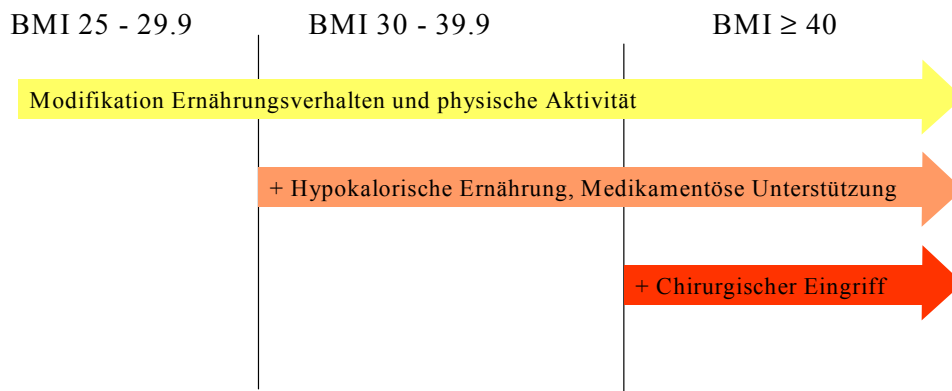 BMI 25 - 29.9 BMI 30 - 39.9 BMI ≥ 40
Modifikation Ernährungsverhalten und physische Aktivität
+ Hypokalorische Ernährung, Medikamentöse Unterstützung
+ Chirurgischer Eingriff